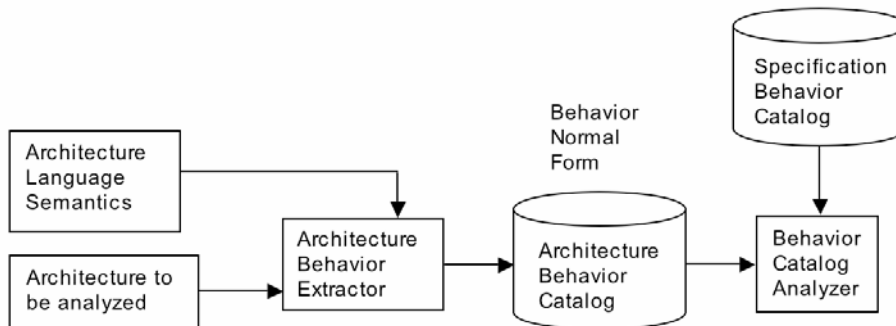 Specification
Behavior
Catalog
Behavior
Normal
Form
Architecture
Language
Semantics
Architecture
Behavior
Extractor
Architecture
Behavior
Catalog
Behavior
Catalog
Analyzer
Architecture to
be analyzed